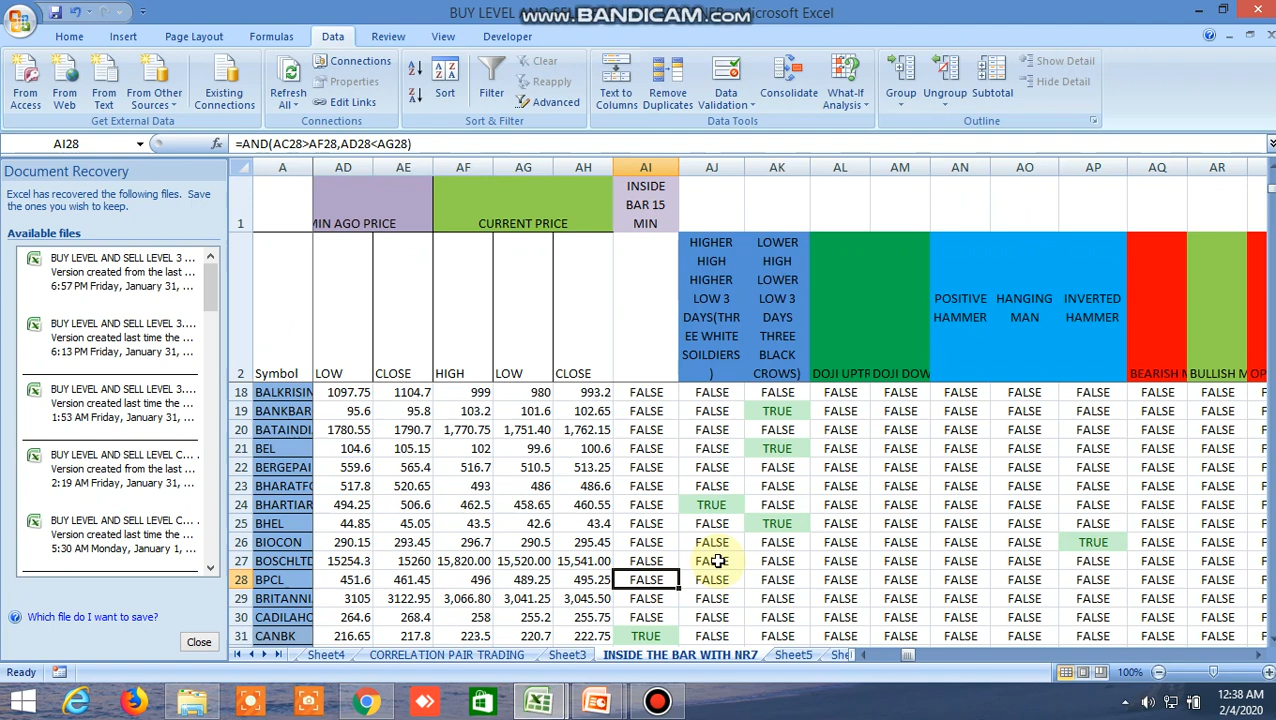 BUY LEVEL AND SELL Microsoft Excel
www.BANDICAM.com
Home Insert Page Layout Formulas Data Review View Developer
From Access
From Web
From Text
From Other Sources
Existing Connections
Get External Data
Refresh All
Connections
Properties
Edit Links
Connections
Sort
Filter
Clear
Reapply
Advanced
Sort & Filter
Text to Columns
Remove Duplicates
Data Validation
Consolidate
What-If Analysis
Data Tools
Group
Ungroup
Subtotal
Show Detail
Hide Detail
Outline
AI28 fx =AND(AC28>AF28,AD28<AG28)
Document Recovery
Excel has recovered the following files. Save
the ones you wish to keep.
Available files
BUY LEVEL AND SELL LEVEL 3 ...
Version created from the last ...
6:57 PM Friday, January 31, ...
BUY LEVEL AND SELL LEVEL 3....
Version created last time the ...
6:13 PM Friday, January 31, ...
BUY LEVEL AND SELL LEVEL 3....
Version created last time the ...
1:53 AM Friday, January 31, ...
BUY LEVEL AND SELL LEVEL C...
Version created last time the ...
2:19 AM Friday, January 31, ...
BUY LEVEL AND SELL LEVEL C...
Version created last time the ...
5:30 AM Monday, January 1, ...
Which file do I want to save?
Close
A AD AE AF AG AH AI AJ AK AL AM AN AO AP AQ AR
1 MIN AGO PRICE CURRENT PRICE INSIDE BAR 15 MIN
2 Symbol LOW CLOSE HIGH LOW CLOSE
HIGHER HIGH HIGHER LOW 3 DAYS(THREE WHITE SOILDIERS)
LOWER HIGH LOWER LOW 3 DAYS THREE BLACK CROWS)
DOJI UPTR DOJI DOW
POSITIVE HAMMER
HANGING MAN
INVERTED HAMMER
BEARISH M BULLISH M OP
18 BALKRISIN 1097.75 1104.7 999 980 993.2 FALSE FALSE FALSE FALSE FALSE FALSE FALSE FALSE FALSE FALSE F
19 BANKBAR 95.6 95.8 103.2 101.6 102.65 FALSE FALSE TRUE FALSE FALSE FALSE FALSE FALSE FALSE FALSE F
20 BATAINDI 1780.55 1790.7 1,770.75 1,751.40 1,762.15 FALSE FALSE FALSE FALSE FALSE FALSE FALSE FALSE FALSE FALSE F
21 BEL 104.6 105.15 102 99.6 100.6 FALSE FALSE TRUE FALSE FALSE FALSE FALSE FALSE FALSE FALSE F
22 BERGEPAI 559.6 565.4 516.7 510.5 513.25 FALSE FALSE FALSE FALSE FALSE FALSE FALSE FALSE FALSE FALSE F
23 BHARATFO 517.8 520.65 493 486 486.6 FALSE FALSE FALSE FALSE FALSE FALSE FALSE FALSE FALSE FALSE F
24 BHARTIAR 494.25 506.6 462.5 458.65 460.55 FALSE TRUE FALSE FALSE FALSE FALSE FALSE FALSE FALSE FALSE F
25 BHEL 44.85 45.05 43.5 42.6 43.4 FALSE FALSE TRUE FALSE FALSE FALSE FALSE FALSE FALSE FALSE F
26 BIOCON 290.15 293.45 296.7 290.5 295.45 FALSE FALSE FALSE FALSE FALSE FALSE FALSE TRUE FALSE FALSE F
27 BOSCHLTD 15254.3 15260 15,820.00 15,520.00 15,541.00 FALSE FALSE FALSE FALSE FALSE FALSE FALSE FALSE FALSE FALSE F
28 BPCL 451.6 461.45 496 489.25 495.25 FALSE FALSE FALSE FALSE FALSE FALSE FALSE FALSE FALSE FALSE F
29 BRITANNI 3105 3122.95 3,066.80 3,041.25 3,045.50 FALSE FALSE FALSE FALSE FALSE FALSE FALSE FALSE FALSE FALSE F
30 CADILAHO 264.6 268.4 258 255.2 255.75 FALSE FALSE FALSE FALSE FALSE FALSE FALSE FALSE FALSE FALSE F
31 CANBK 216.65 217.8 223.5 220.7 222.75 TRUE FALSE FALSE FALSE FALSE FALSE FALSE FALSE FALSE FALSE F
Sheet4 CORRELATION PAIR TRADING Sheet3 INSIDE THE BAR WITH NR7 Sheet5 She
Ready 100%
12:38 AM
2/4/2020